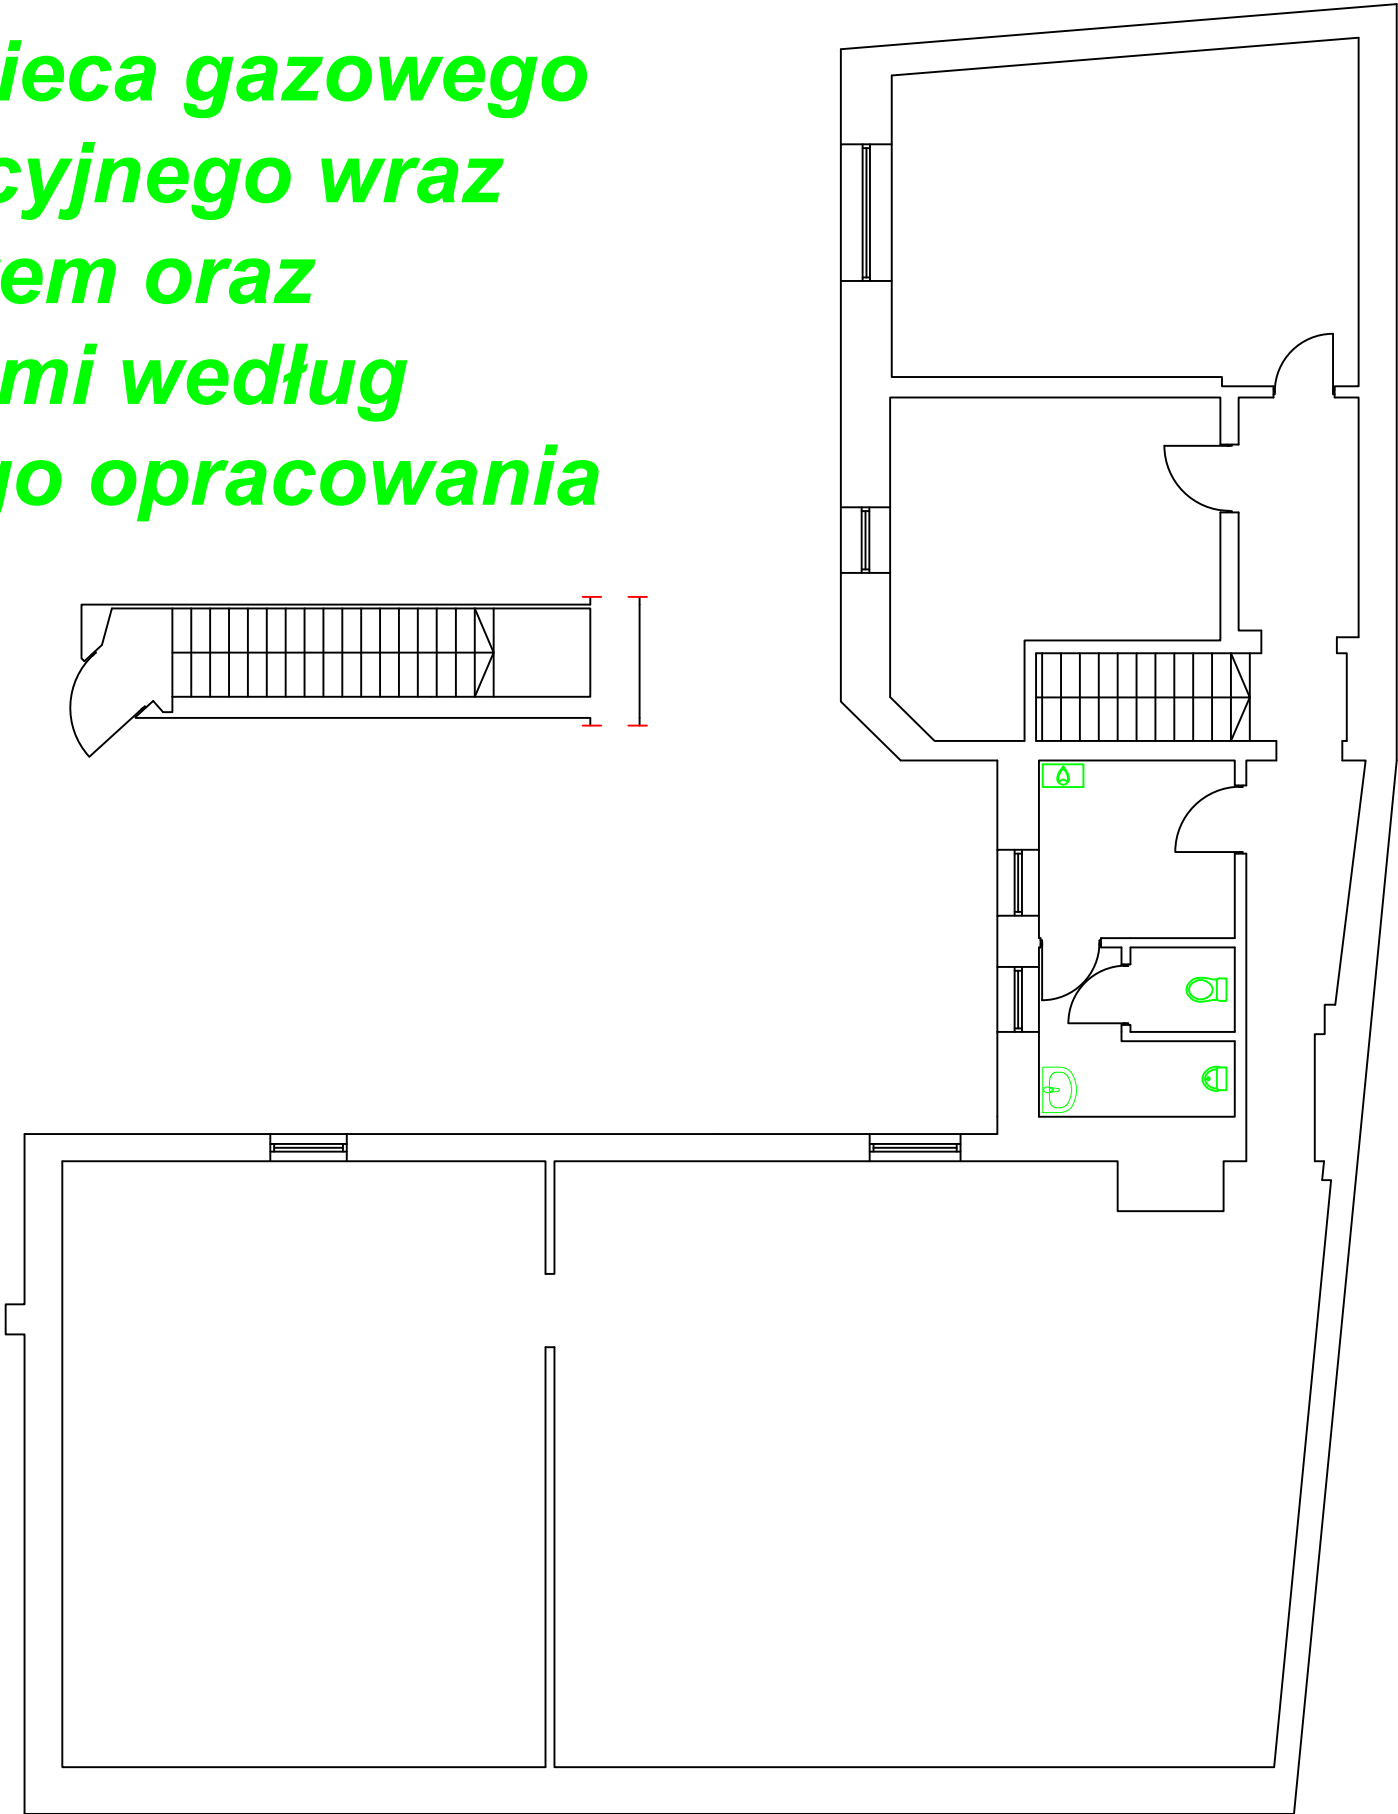 ieca gazowego
cyjnego wraz
em oraz
mi według
go opracowania